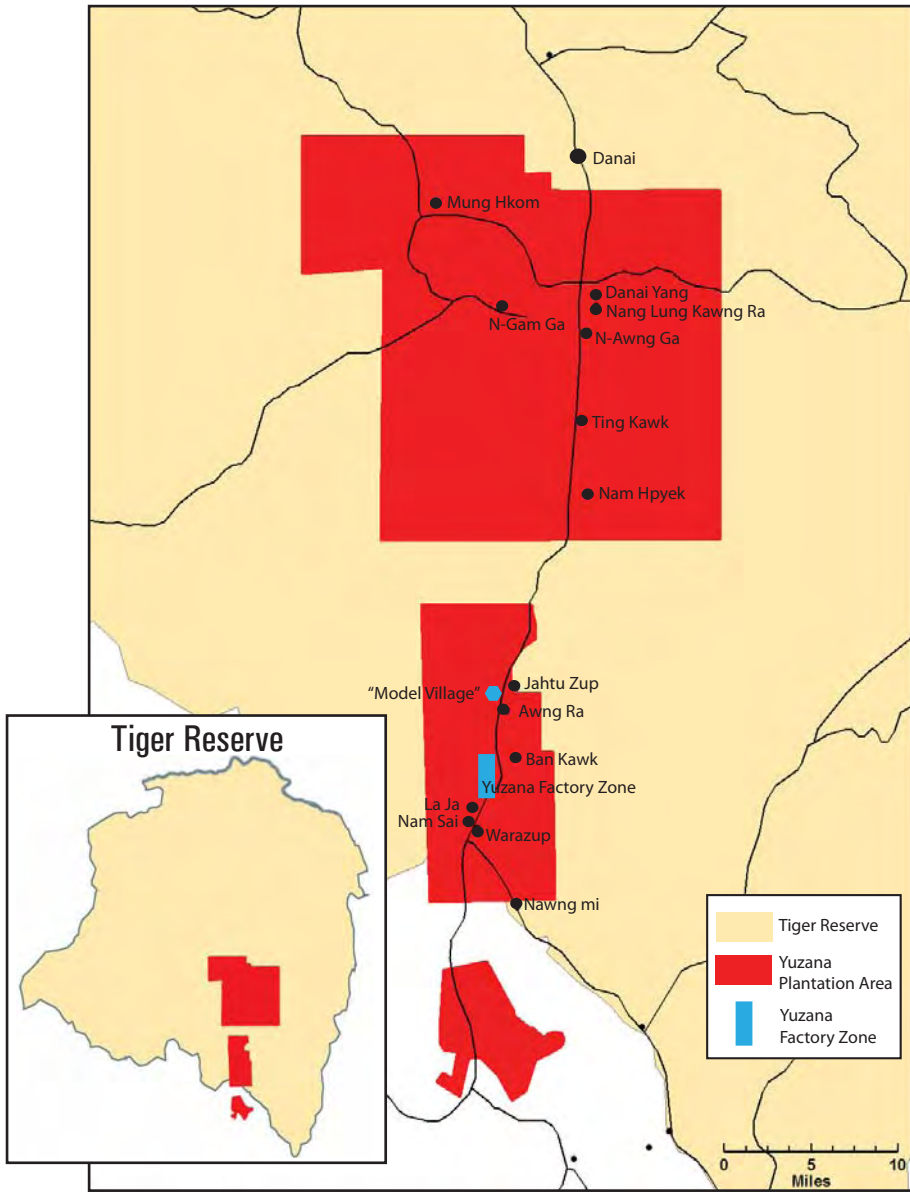 Danai
Mung Hkom
Danai Yang
Nang Lung Kawng Ra
N-Gam Ga
N-Awng Ga
Ting Kawk
Nam Hpyek
Jahtu Zup
“Model Village”
Awng Ra
Ban Kawk
Yuzana Factory Zone
La Ja
Nam Sai
Warazup
Nawng mi
Tiger Reserve
Tiger Reserve
Yuzana
Plantation Area
Yuzana
Factory Zone
0 5 10
Miles